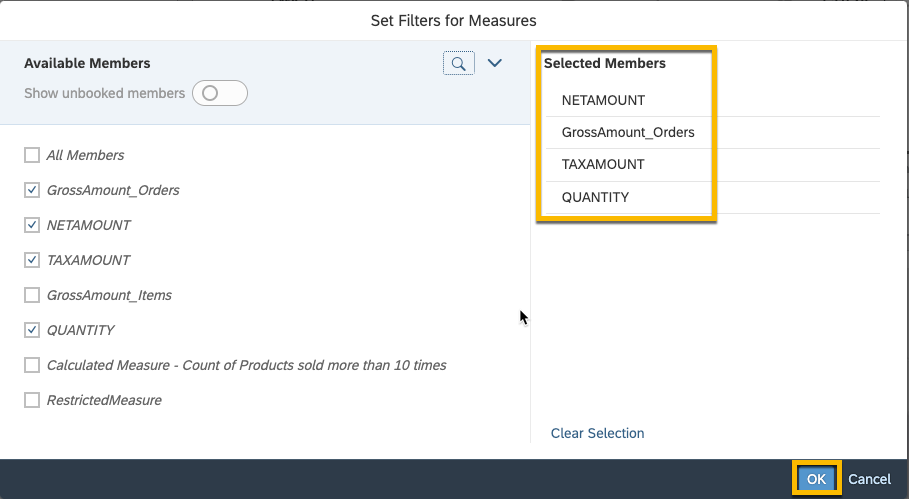 Set Filters for Measures
Available Members
Show unbooked members
All Members
GrossAmount_Orders
NETAMOUNT
TAXAMOUNT
GrossAmount_Items
QUANTITY
Calculated Measure - Count of Products sold more than 10 times
RestrictedMeasure
Selected Members
NETAMOUNT
GrossAmount_Orders
TAXAMOUNT
QUANTITY
Clear Selection
OK
Cancel